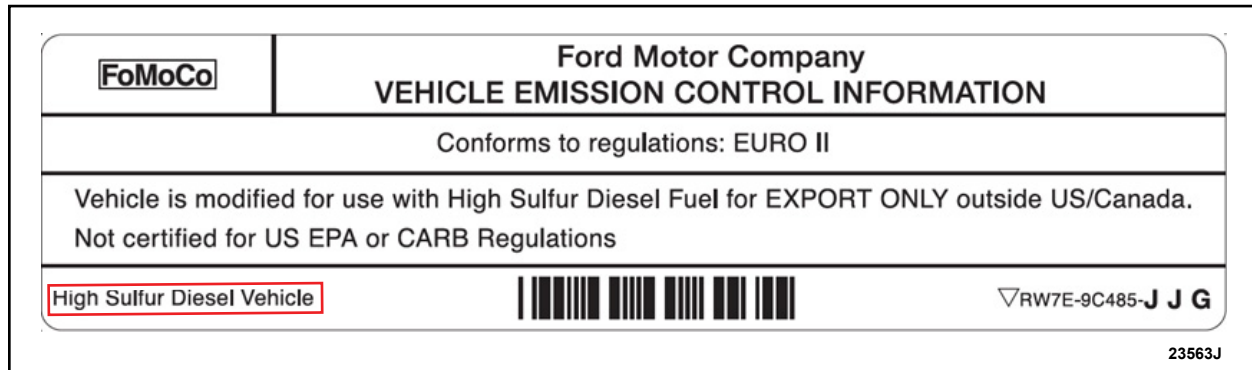 FoMoCo
Ford Motor Company
VEHICLE EMISSION CONTROL INFORMATION
Conforms to regulations: EURO II
Vehicle is modified for use with High Sulfur Diesel Fuel for EXPORT ONLY outside US/Canada.
Not certified for US EPA or CARB Regulations
High Sulfur Diesel Vehicle
▽RW7E-9C485-J J G
23563J